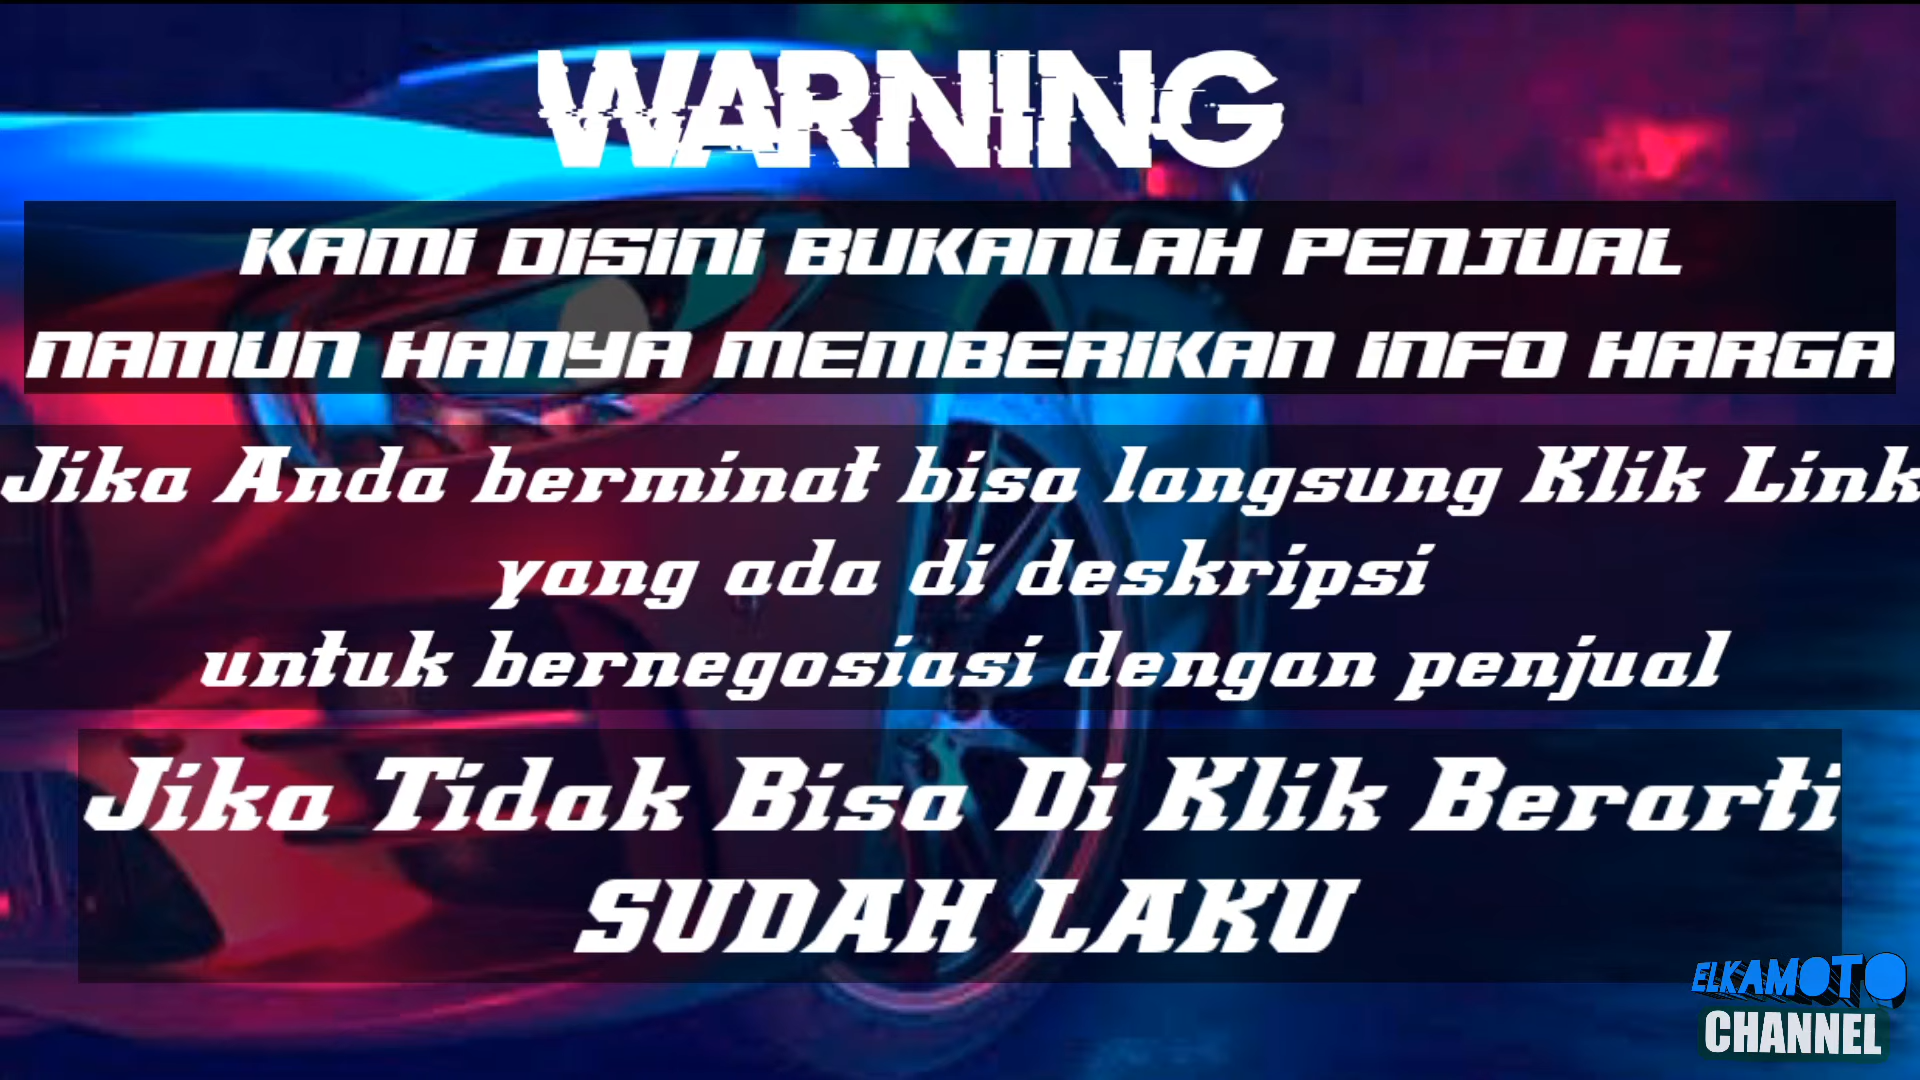 WARNING
KAMI DISINI BUKANLAH PENJUAL
NAMUN HANYA MEMBERIKAN INFO HARGA
Jika Anda berminat bisa langsung Klik Link
yang ada di deskripsi
untuk bernegosiasi dengan penjual
Jika Tidak Bisa Di Klik Berarti
SUDAH LAKU
ELKAMOTO
CHANNEL